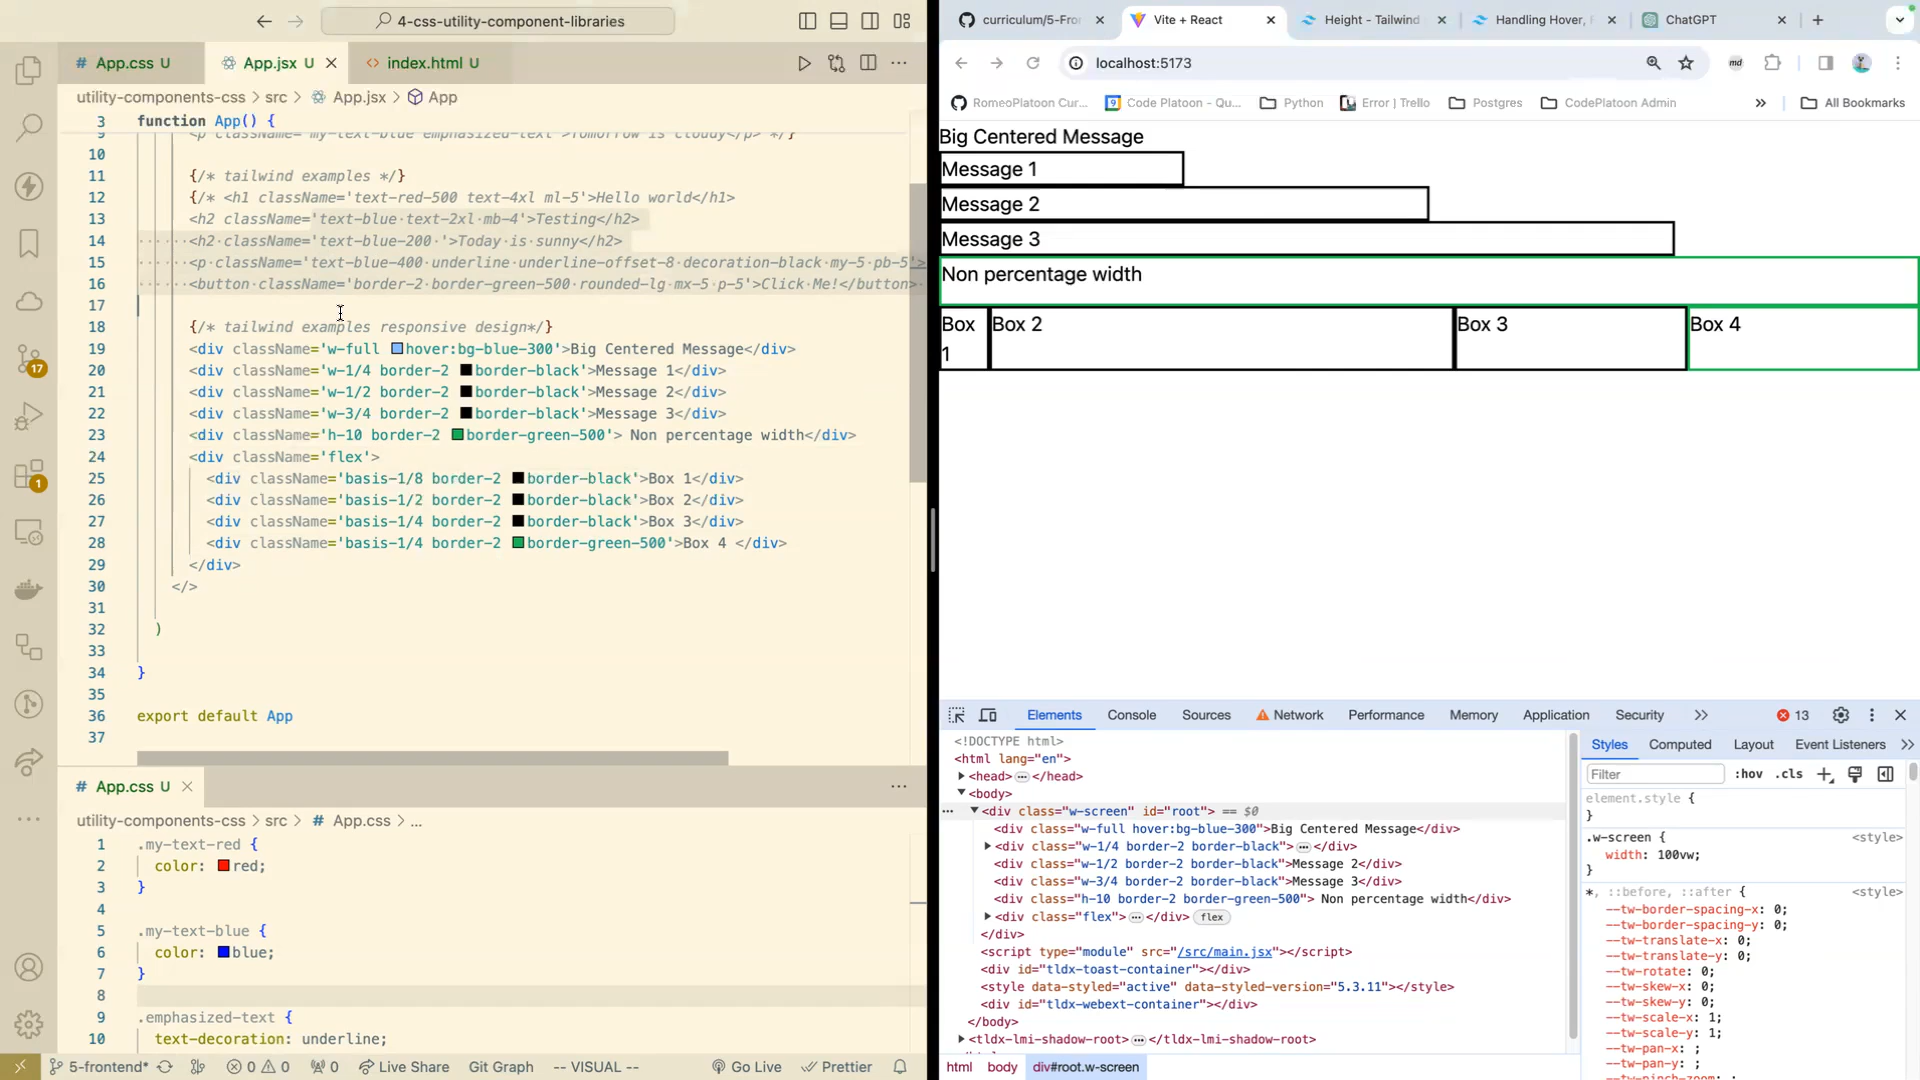 4-css-utility-component-libraries
# App.css U
App.jsx U
<> index.html U
utility-components-css > src > App.jsx > App
3 function App() {
9 <p className='my-text-blue emphasized-text'>Tomorrow is cloudy</p> */}
10
11 {/* tailwind examples */}
12 {/* <h1 className='text-red-500 text-4xl ml-5'>Hello world</h1>
13 <h2 className='text-blue·text-2xl·mb-4'>Testing</h2>
14 ······<h2·className='text-blue-200·'>Today·is·sunny</h2>
15 ······<p·className='text-blue-400·underline·underline-offset-8·decoration-black·my-5·pb-5'>
16 ······<button·className='border-2·border-green-500·rounded-lg·mx-5·p-5'>Click·Me!</button>
17
18 {/* tailwind examples responsive design*/}
19 <div className='w-full hover:bg-blue-300'>Big Centered Message</div>
20 <div className='w-1/4 border-2 border-black'>Message 1</div>
21 <div className='w-1/2 border-2 border-black'>Message 2</div>
22 <div className='w-3/4 border-2 border-black'>Message 3</div>
23 <div className='h-10 border-2 border-green-500'> Non percentage width</div>
24 <div className='flex'>
25 <div className='basis-1/8 border-2 border-black'>Box 1</div>
26 <div className='basis-1/2 border-2 border-black'>Box 2</div>
27 <div className='basis-1/4 border-2 border-black'>Box 3</div>
28 <div className='basis-1/4 border-2 border-green-500'>Box 4 </div>
29 </div>
30 </>
31
32 )
33
34 }
35
36 export default App
37
# App.css U
utility-components-css > src > # App.css > ...
1 .my-text-red {
2 color: red;
3 }
4
5 .my-text-blue {
6 color: blue;
7 }
8
9 .emphasized-text {
10 text-decoration: underline;
17
1
5-frontend*
0 0
0
Live Share
Git Graph
-- VISUAL --
Go Live
Prettier
curriculum/5-Fro
Vite + React
Height - Tailwind
Handling Hover, F
ChatGPT
localhost:5173
RomeoPlatoon Cur...
Code Platoon - Qu...
Python
Error | Trello
Postgres
CodePlatoon Admin
All Bookmarks
Big Centered Message
Message 1
Message 2
Message 3
Non percentage width
Box 1
Box 2
Box 3
Box 4
Elements
Console
Sources
Network
Performance
Memory
Application
Security
13
<!DOCTYPE html>
<html lang="en">
<head> </head>
<body>
<div class="w-screen" id="root"> == $0
<div class="w-full hover:bg-blue-300">Big Centered Message</div>
<div class="w-1/4 border-2 border-black"> </div>
<div class="w-1/2 border-2 border-black">Message 2</div>
<div class="w-3/4 border-2 border-black">Message 3</div>
<div class="h-10 border-2 border-green-500"> Non percentage width</div>
<div class="flex"> </div> flex
</div>
<script type="module" src="/src/main.jsx"></script>
<div id="tldx-toast-container"></div>
<style data-styled="active" data-styled-version="5.3.11"></style>
<div id="tldx-webext-container"></div>
</body>
<tldx-lmi-shadow-root> </tldx-lmi-shadow-root>
html body div#root.w-screen
Styles
Computed
Layout
Event Listeners
Filter
:hov .cls
element.style {
}
.w-screen { <style>
width: 100vw;
}
*, ::before, ::after { <style>
--tw-border-spacing-x: 0;
--tw-border-spacing-y: 0;
--tw-translate-x: 0;
--tw-translate-y: 0;
--tw-rotate: 0;
--tw-skew-x: 0;
--tw-skew-y: 0;
--tw-scale-x: 1;
--tw-scale-y: 1;
--tw-pan-x: ;
--tw-pan-y: ;
--tw-pinch-zoom: ;